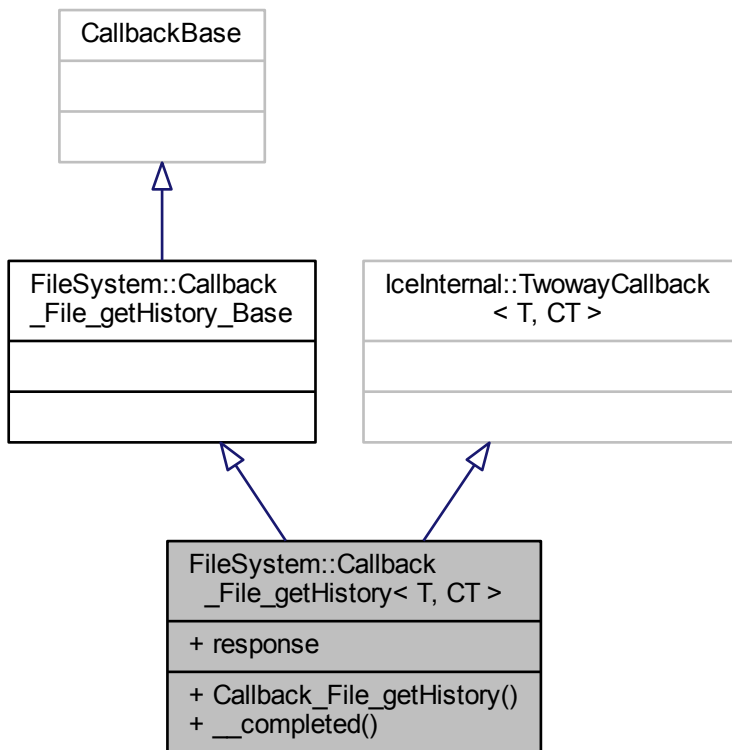 CallbackBase
FileSystem::Callback
_File_getHistory_Base
IceInternal::TwowayCallback
< T, CT >
FileSystem::Callback
_File_getHistory< T, CT >
+ response
+ Callback_File_getHistory()
+ __completed()